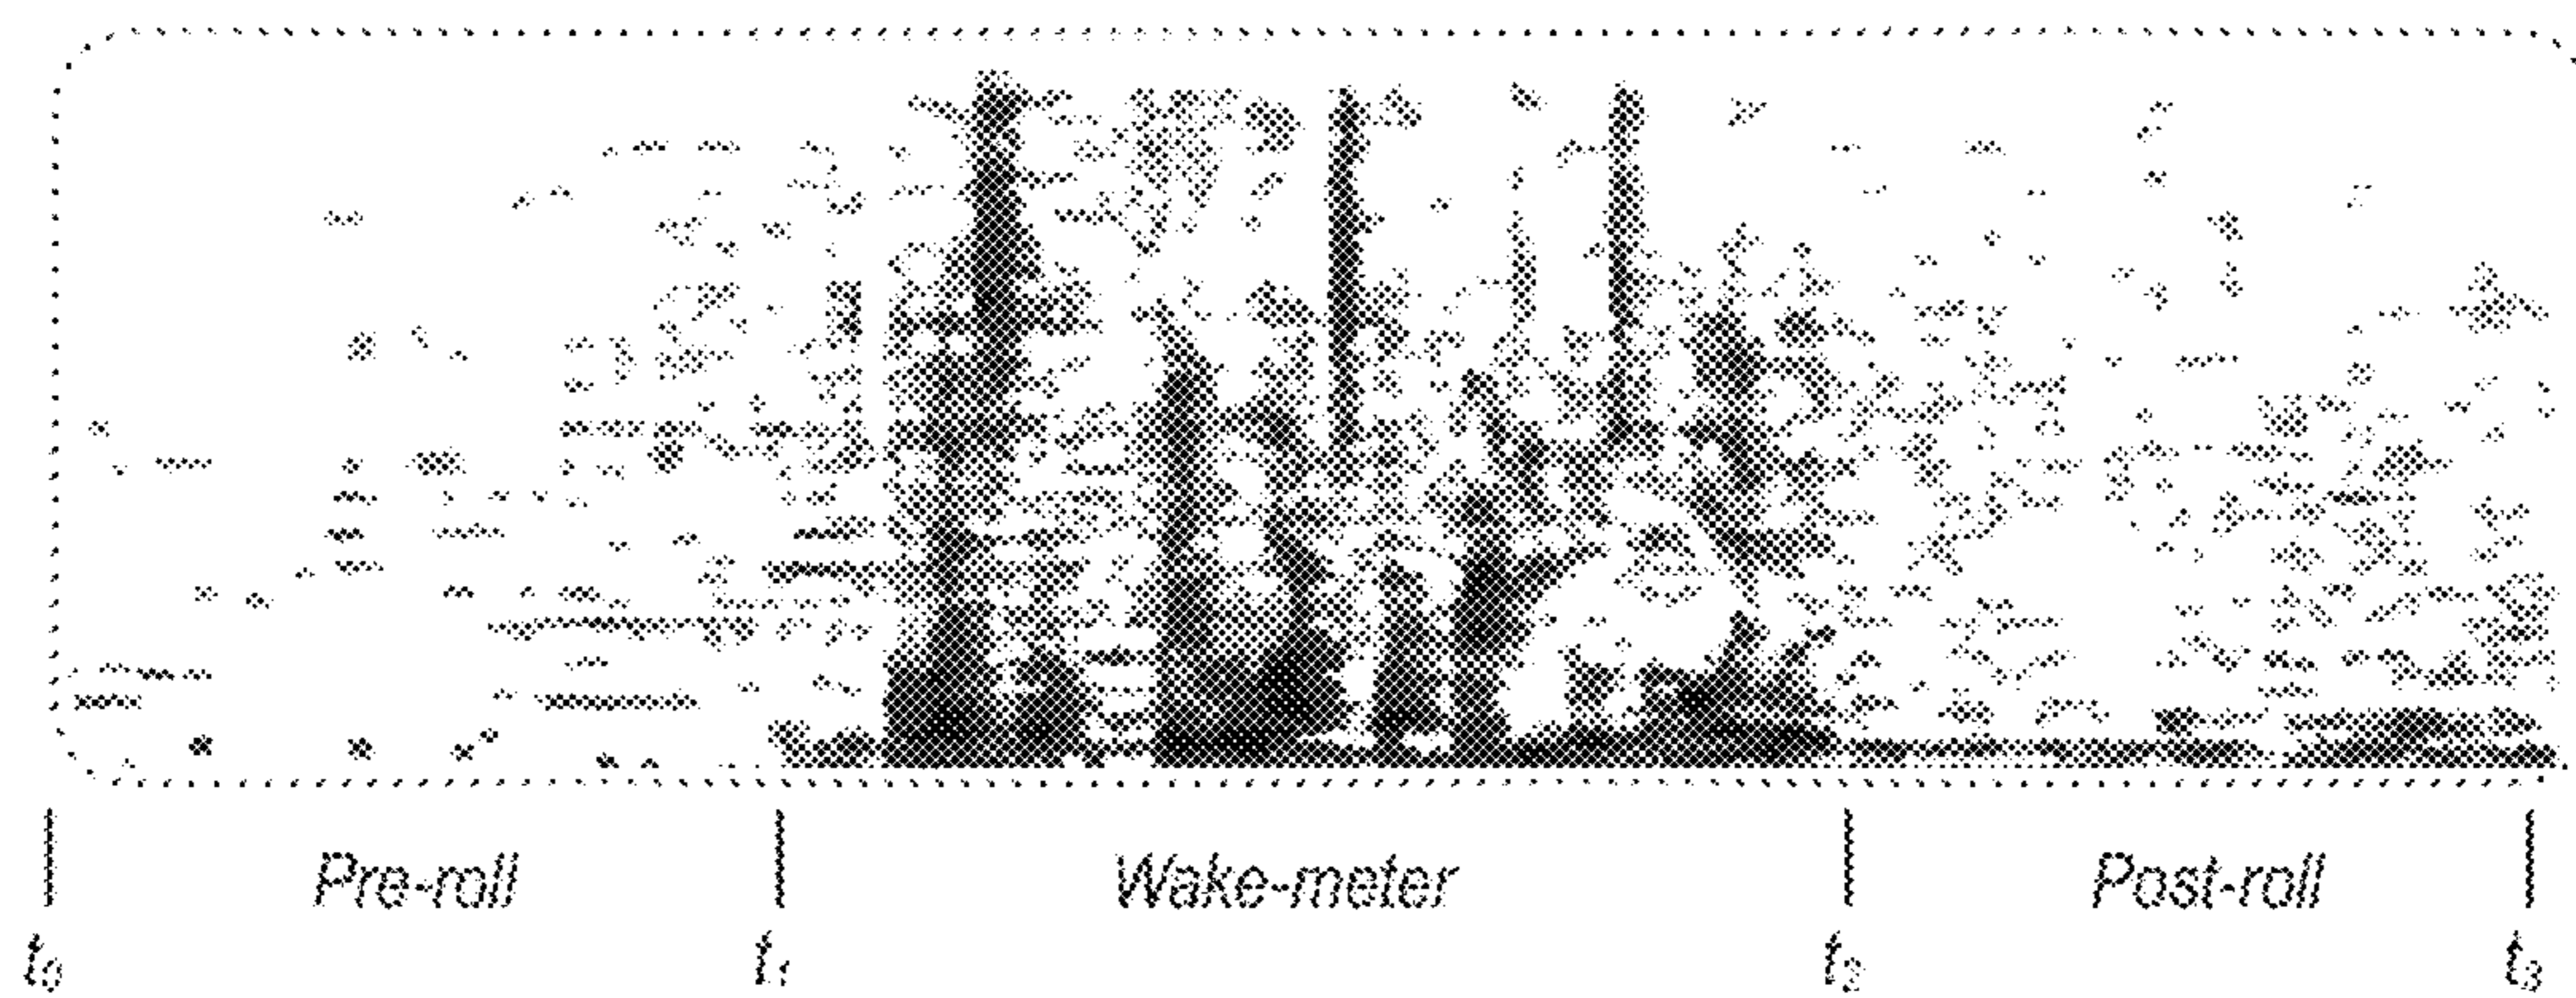 Pre-roll Wake-meter Post-roll
t₀ t₁ t₂ t₃